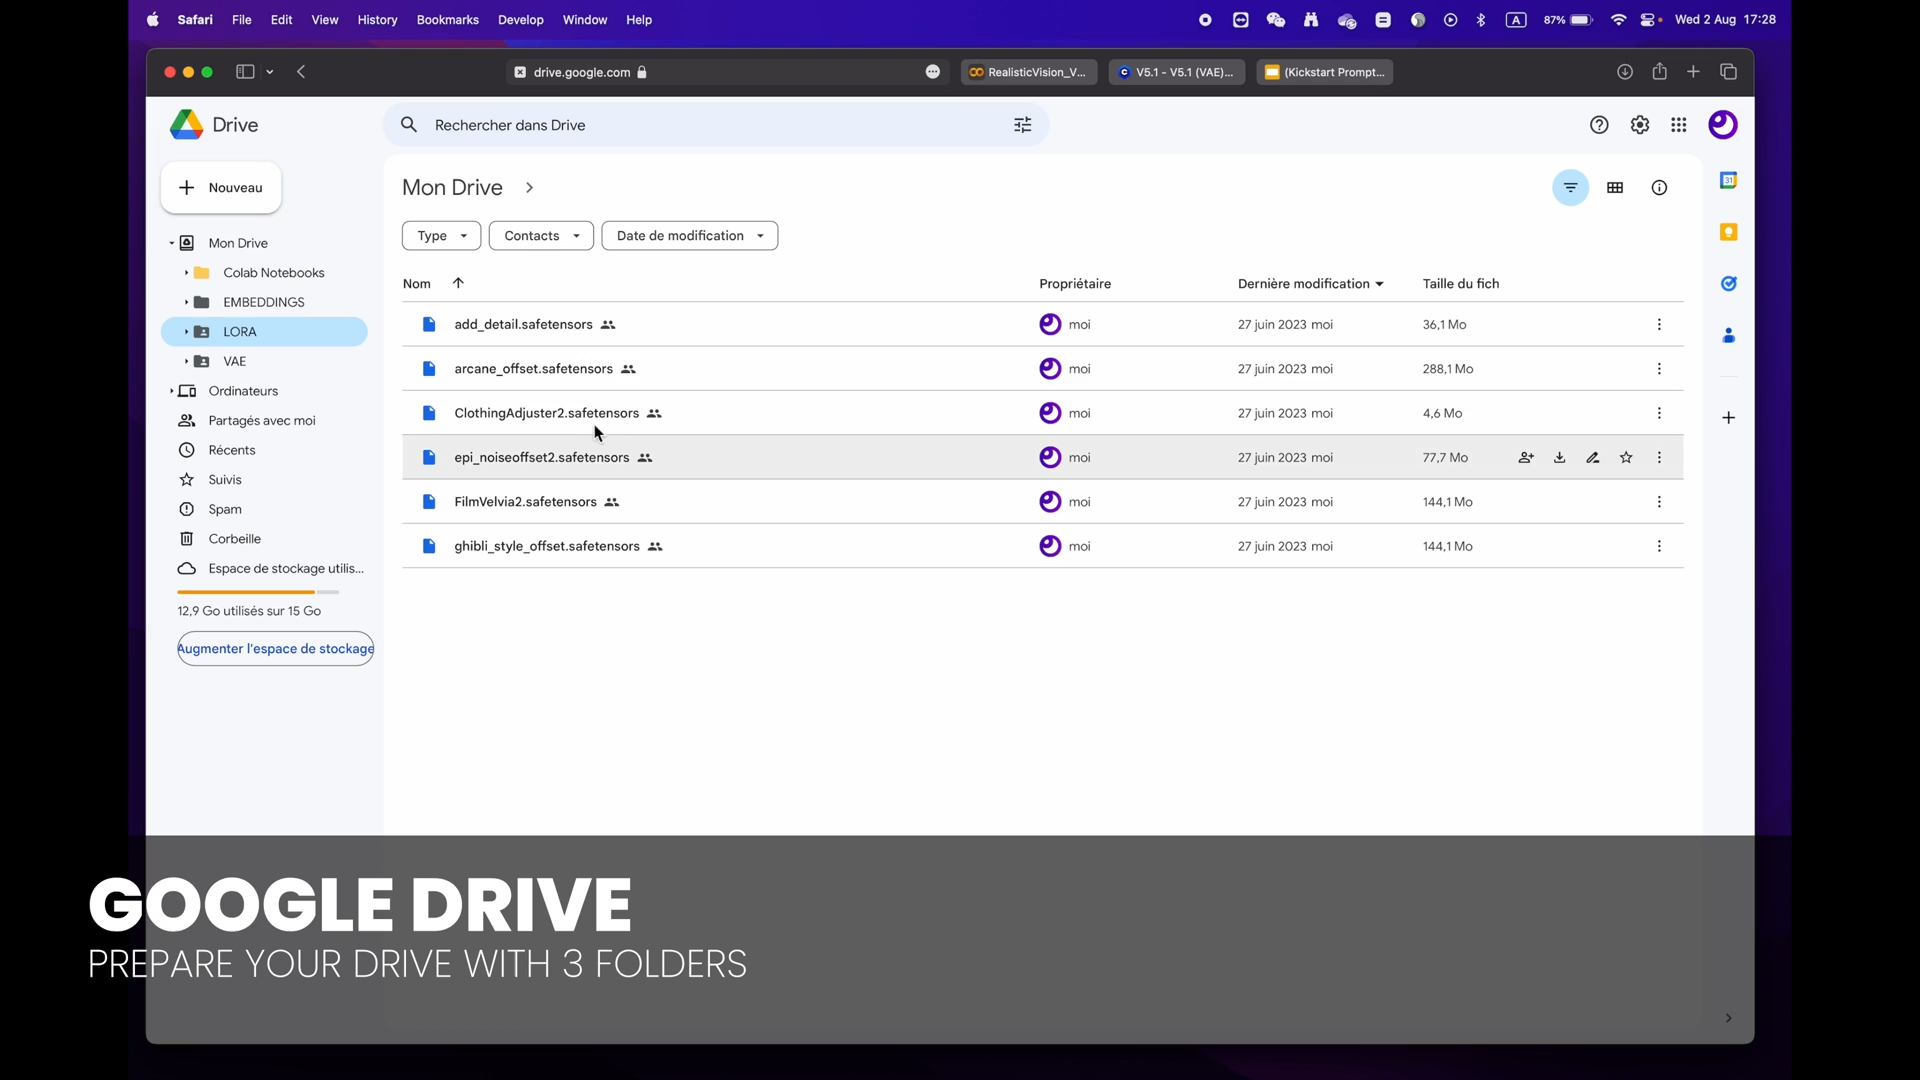 Safari File Edit View History Bookmarks Develop Window Help A 87% Wed 2 Aug 17:28
drive.google.com RealisticVision_V... V5.1 - V5.1 (VAE)... (Kickstart Prompt...
Drive
Rechercher dans Drive
Nouveau
Mon Drive
Colab Notebooks
EMBEDDINGS
LORA
VAE
Ordinateurs
Partagés avec moi
Récents
Suivis
Spam
Corbeille
Espace de stockage utilis...
12,9 Go utilisés sur 15 Go
Augmenter l'espace de stockage
Mon Drive
Type Contacts Date de modification
Nom Propriétaire Dernière modification Taille du fich
add_detail.safetensors moi 27 juin 2023 moi 36,1 Mo
arcane_offset.safetensors moi 27 juin 2023 moi 288,1 Mo
ClothingAdjuster2.safetensors moi 27 juin 2023 moi 4,6 Mo
epi_noiseoffset2.safetensors moi 27 juin 2023 moi 77,7 Mo
FilmVelvia2.safetensors moi 27 juin 2023 moi 144,1 Mo
ghibli_style_offset.safetensors moi 27 juin 2023 moi 144,1 Mo
31
GOOGLE DRIVE
PREPARE YOUR DRIVE WITH 3 FOLDERS